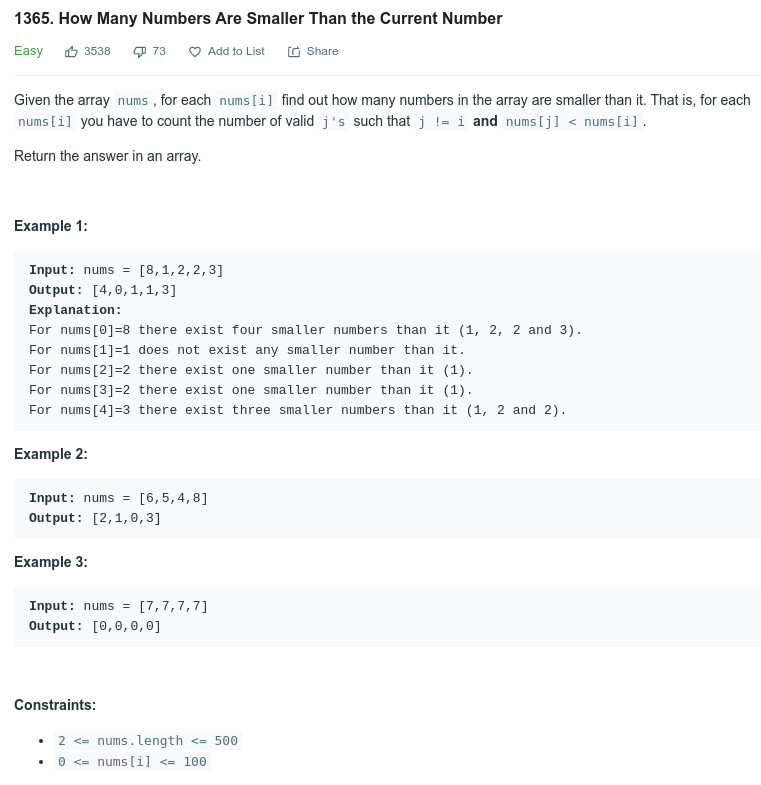 1365. How Many Numbers Are Smaller Than the Current Number
Easy 3538 73 Add to List Share
Given the array nums , for each nums[i] find out how many numbers in the array are smaller than it. That is, for each
nums[i] you have to count the number of valid j's such that j != i and nums[j] < nums[i] .
Return the answer in an array.
Example 1:
Input: nums = [8,1,2,2,3]
Output: [4,0,1,1,3]
Explanation:
For nums[0]=8 there exist four smaller numbers than it (1, 2, 2 and 3).
For nums[1]=1 does not exist any smaller number than it.
For nums[2]=2 there exist one smaller number than it (1).
For nums[3]=2 there exist one smaller number than it (1).
For nums[4]=3 there exist three smaller numbers than it (1, 2 and 2).
Example 2:
Input: nums = [6,5,4,8]
Output: [2,1,0,3]
Example 3:
Input: nums = [7,7,7,7]
Output: [0,0,0,0]
Constraints:
• 2 <= nums.length <= 500
• 0 <= nums[i] <= 100